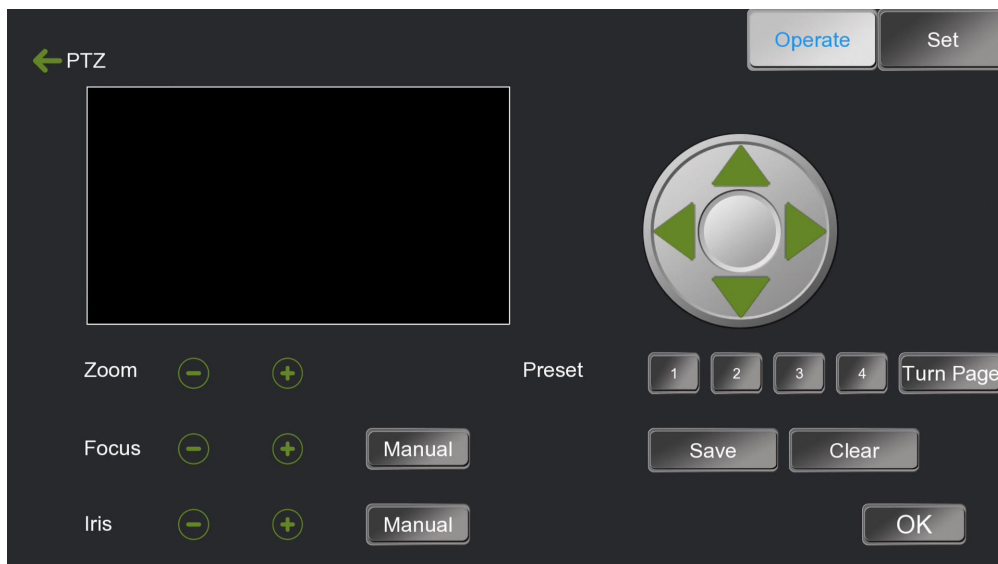 Operate Set
PTZ
Zoom
Preset 1 2 3 4 Turn Page
Focus Manual
Save Clear
Iris Manual
OK